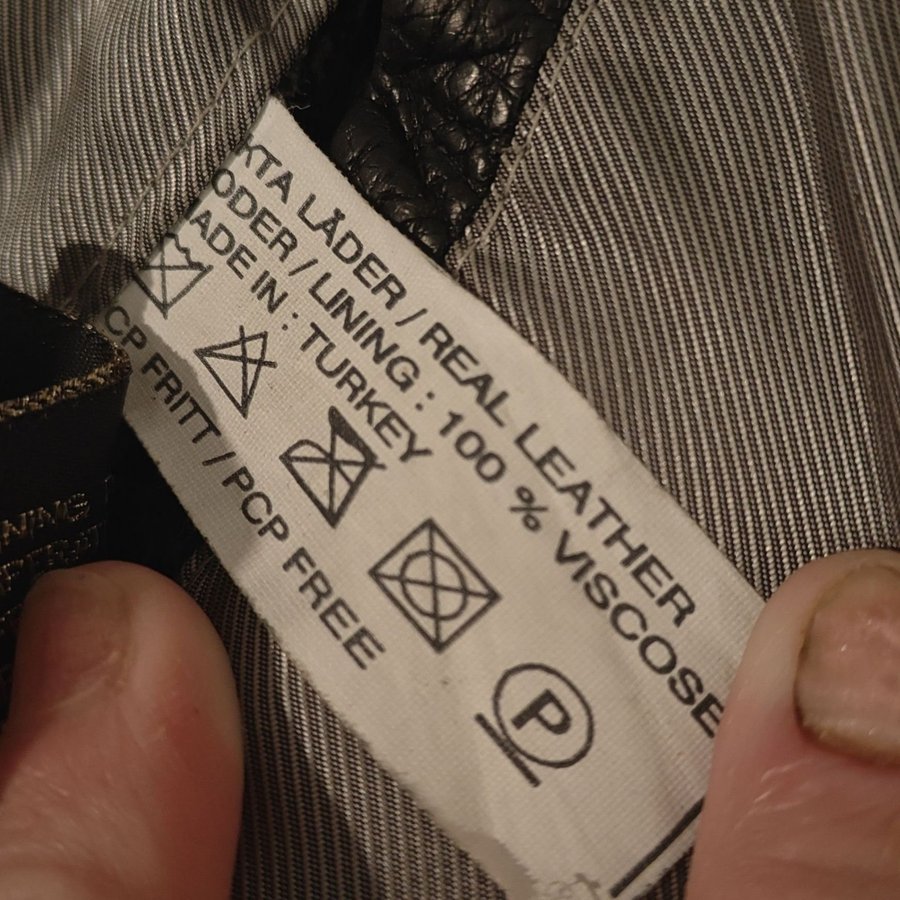 KTA LÄDER / REAL LEATHER
ODER / LINING : 100 % VISCOSE
ADE IN : TURKEY
P
CP FRITT / PCP FREE